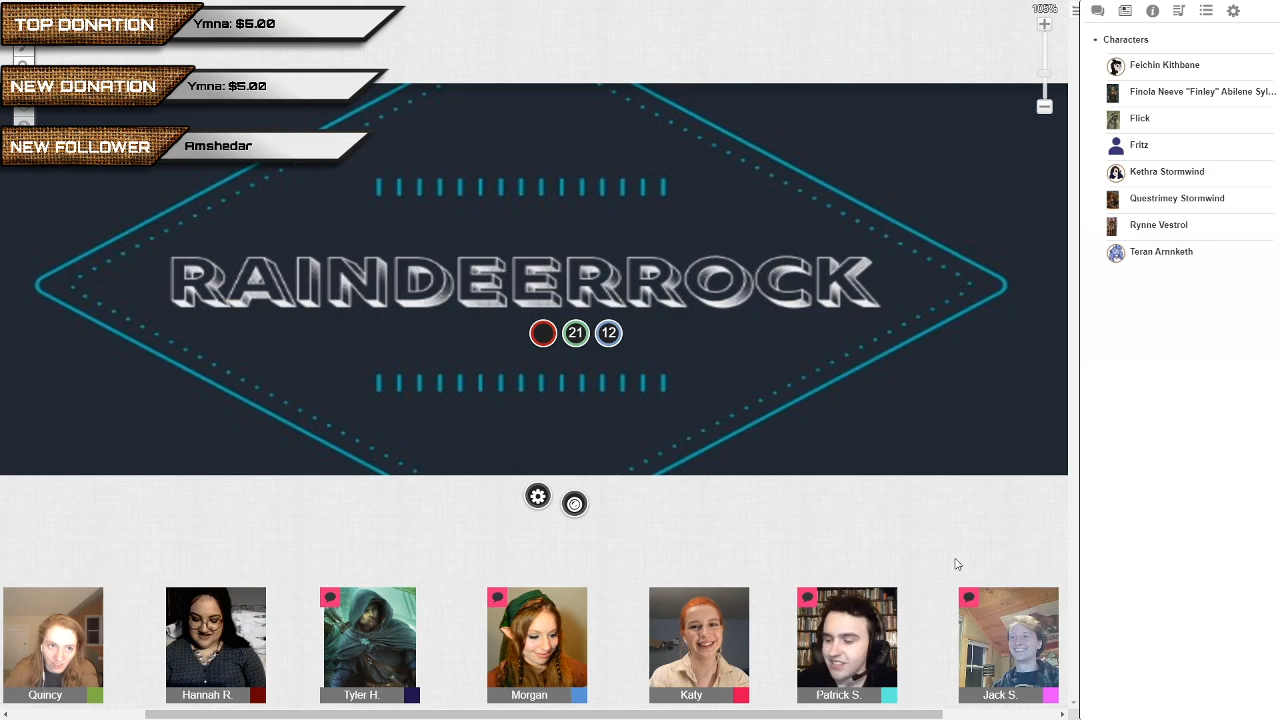 TOP DONATION
Ymna: $5.00
NEW DONATION
Ymna: $5.00
NEW FOLLOWER
Amshedar
105%
RAINDEERROCK
21
12
Quincy
Hannah R.
Tyler H.
Morgan
Katy
Patrick S.
Jack S.
Characters
Feichin Kithbane
Finola Neeve "Finley" Abilene Syl...
Flick
Fritz
Kethra Stormwind
Questrimey Stormwind
Rynne Vestrol
Teran Arnnketh